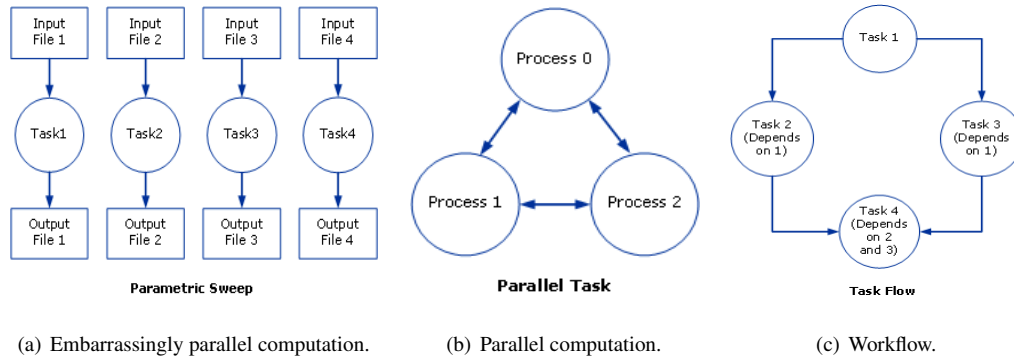 Input
File 1
Input
File 2
Input
File 3
Input
File 4
Task1
Task2
Task3
Task4
Output
File 1
Output
File 2
Output
File 3
Output
File 4
Parametric Sweep
(a) Embarrassingly parallel computation.
Process 0
Process 1
Process 2
Parallel Task
(b) Parallel computation.
Task 1
Task 2
(Depends
on 1)
Task 3
(Depends
on 1)
Task 4
(Depends
on 2
and 3)
Task Flow
(c) Workflow.